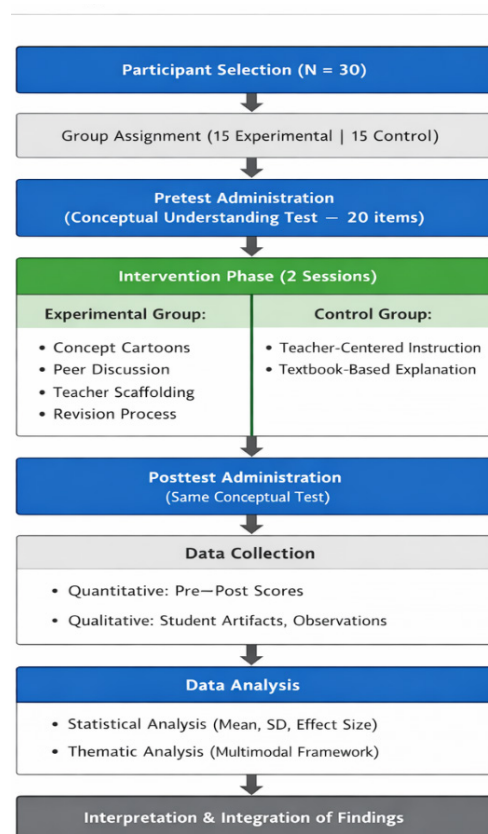 Participant Selection (N = 30)
Group Assignment (15 Experimental | 15 Control)
Pretest Administration
(Conceptual Understanding Test — 20 items)
Intervention Phase (2 Sessions)
Experimental Group:
• Concept Cartoons
• Peer Discussion
• Teacher Scaffolding
• Revision Process
Control Group:
• Teacher-Centered Instruction
• Textbook-Based Explanation
Posttest Administration
(Same Conceptual Test)
Data Collection
• Quantitative: Pre—Post Scores
• Qualitative: Student Artifacts, Observations
Data Analysis
• Statistical Analysis (Mean, SD, Effect Size)
• Thematic Analysis (Multimodal Framework)
Interpretation & Integration of Findings